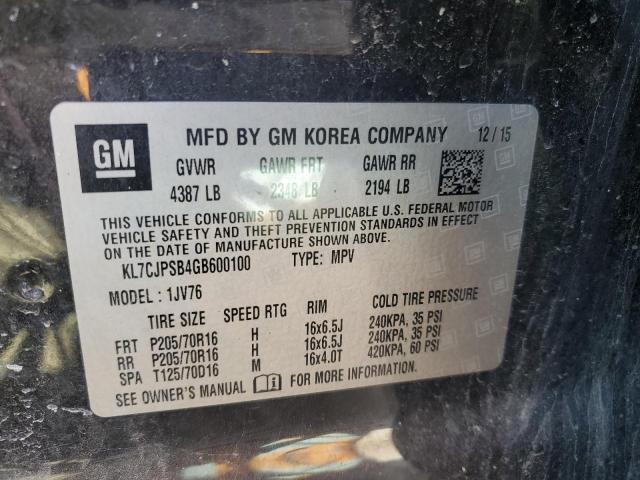 GM MFD BY GM KOREA COMPANY 12/15
GVWR GAWR FRT GAWR RR
4387 LB 2348 LB 2194 LB
THIS VEHICLE CONFORMS TO ALL APPLICABLE U.S. FEDERAL MOTOR
VEHICLE SAFETY AND THEFT PREVENTION STANDARDS IN EFFECT
ON THE DATE OF MANUFACTURE SHOWN ABOVE.
KL7CJPSB4GB600100 TYPE: MPV
MODEL: 1JV76
TIRE SIZE SPEED RTG RIM COLD TIRE PRESSURE
FRT P205/70R16 H 16x6.5J 240KPA, 35 PSI
RR P205/70R16 H 16x6.5J 240KPA, 35 PSI
SPA T125/70D16 M 16x4.0T 420KPA, 60 PSI
SEE OWNER'S MANUAL FOR MORE INFORMATION.